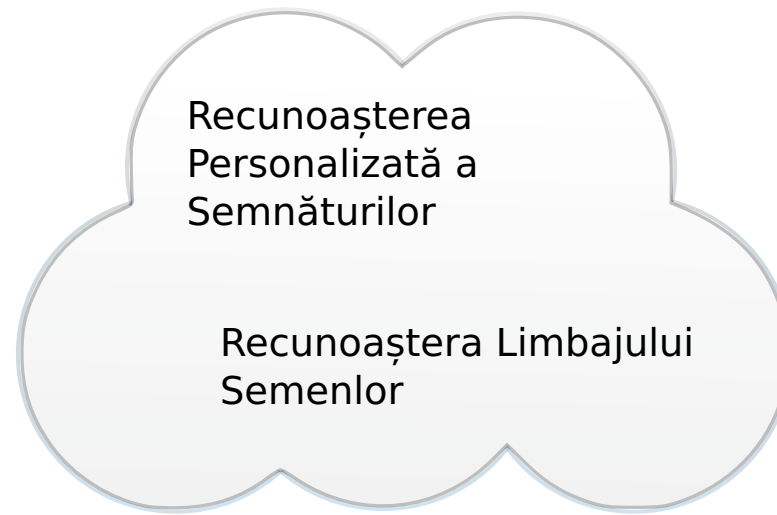 Recunoașterea
Personalizată a
Semnăturilor
Recunoaștera Limbajului
Semenlor